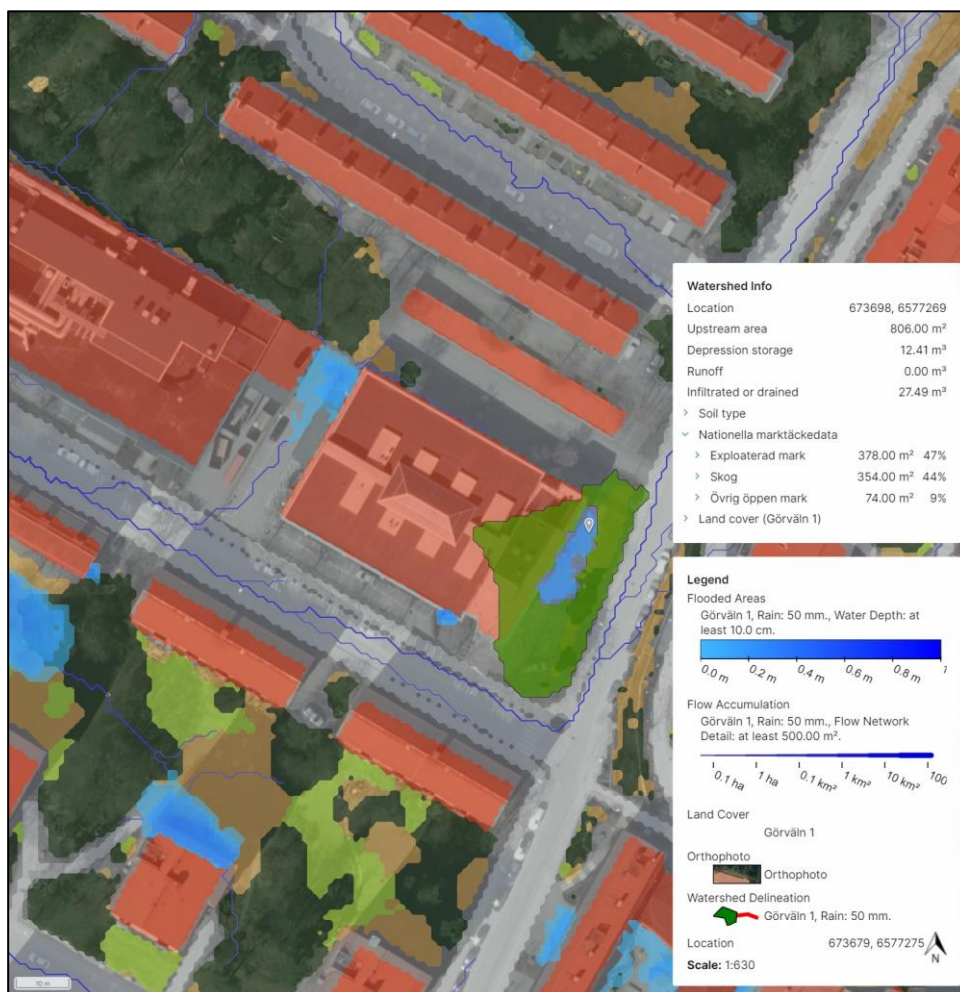 Watershed Info
Location 673698, 6577269
Upstream area 806.00 m²
Depression storage 12.41 m³
Runoff 0.00 m³
Infiltrated or drained 27.49 m³
Soil type
Nationella marktäckedata
Exploaterad mark 378.00 m² 47%
Skog 354.00 m² 44%
Övrig öppen mark 74.00 m² 9%
Land cover (Görväln 1)
Legend
Flooded Areas
Görväln 1, Rain: 50 mm., Water Depth: at
least 10.0 cm.
0.0 m 0.2 m 0.4 m 0.6 m 0.8 m 1
Flow Accumulation
Görväln 1, Rain: 50 mm., Flow Network
Detail: at least 500.00 m².
0.1 ha 1 ha 0.1 km² 1 km² 10 km² 100
Land Cover
Görväln 1
Orthophoto
Orthophoto
Watershed Delineation
Görväln 1, Rain: 50 mm.
Location 673679, 6577275
N
Scale: 1:630
10 m